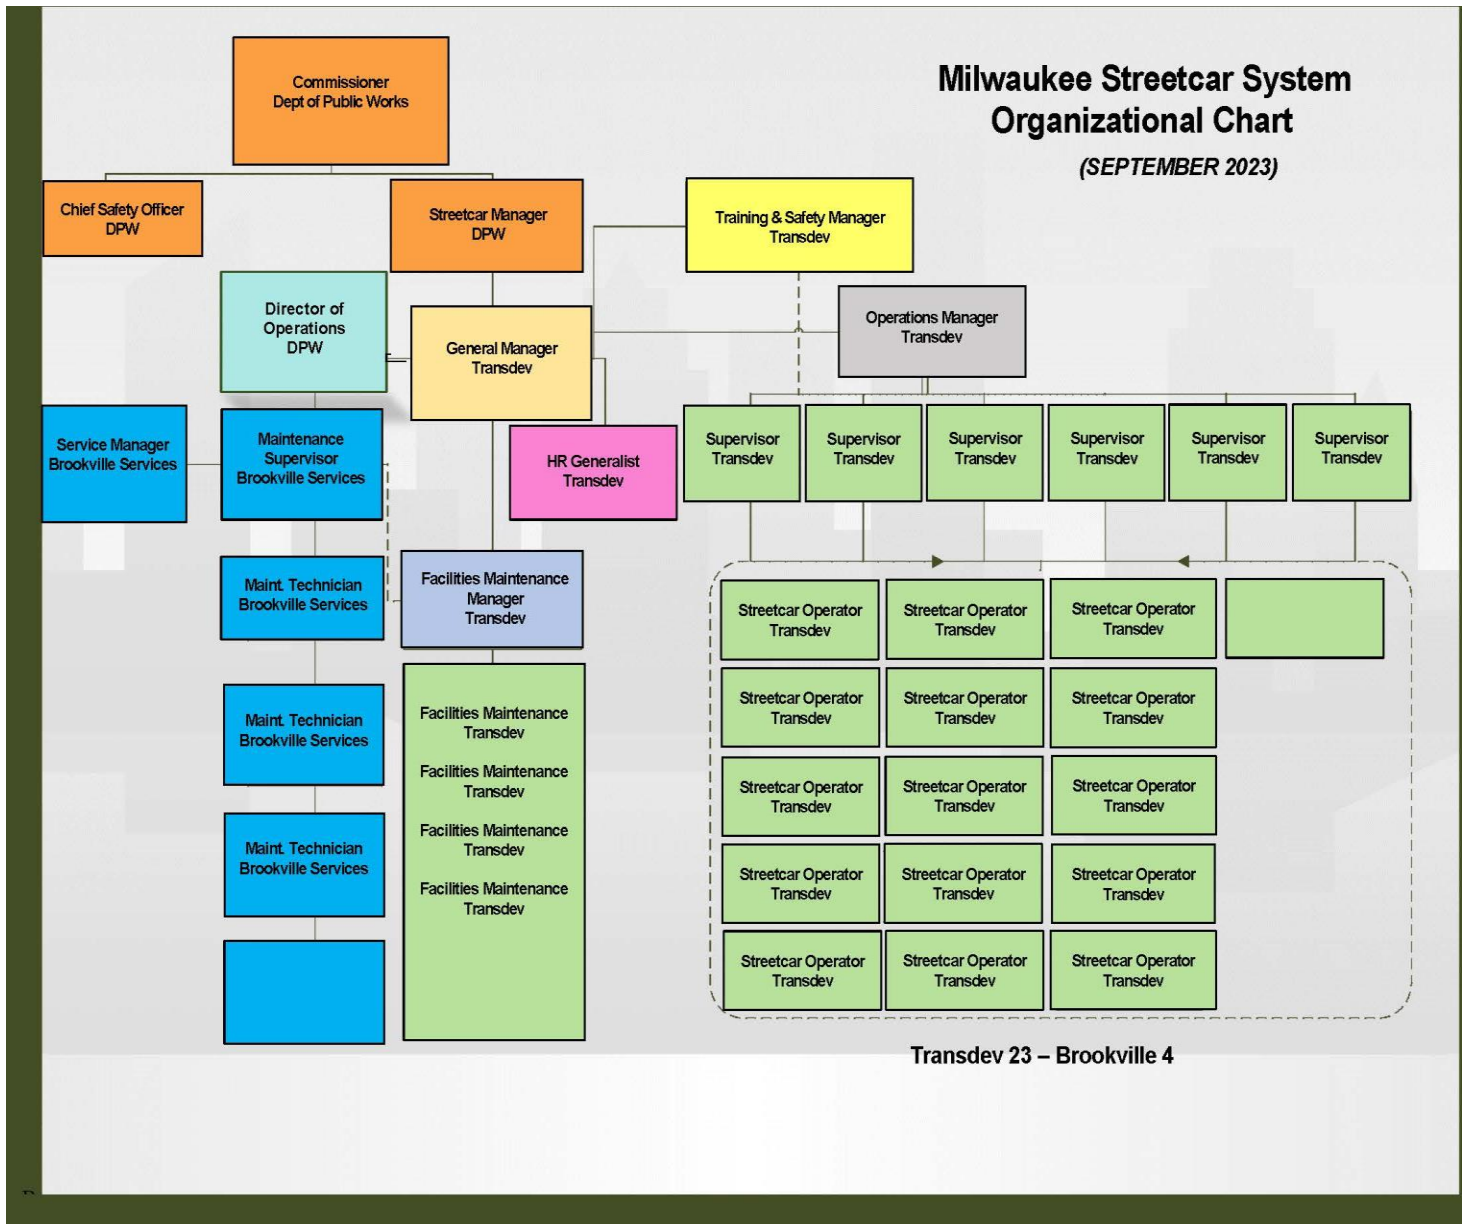 Milwaukee Streetcar System
Organizational Chart
(SEPTEMBER 2023)
Commissioner
Dept of Public Works
Chief Safety Officer
DPW
Streetcar Manager
DPW
Training & Safety Manager
Transdev
Director of
Operations
DPW
General Manager
Transdev
Operations Manager
Transdev
Service Manager
Brookville Services
Maintenance
Supervisor
Brookville Services
HR Generalist
Transdev
Supervisor
Transdev
Supervisor
Transdev
Supervisor
Transdev
Supervisor
Transdev
Supervisor
Transdev
Supervisor
Transdev
Maint. Technician
Brookville Services
Maint. Technician
Brookville Services
Maint. Technician
Brookville Services
Facilities Maintenance
Manager
Transdev
Facilities Maintenance
Transdev
Facilities Maintenance
Transdev
Facilities Maintenance
Transdev
Facilities Maintenance
Transdev
Streetcar Operator
Transdev
Streetcar Operator
Transdev
Streetcar Operator
Transdev
Streetcar Operator
Transdev
Streetcar Operator
Transdev
Streetcar Operator
Transdev
Streetcar Operator
Transdev
Streetcar Operator
Transdev
Streetcar Operator
Transdev
Streetcar Operator
Transdev
Streetcar Operator
Transdev
Streetcar Operator
Transdev
Streetcar Operator
Transdev
Streetcar Operator
Transdev
Streetcar Operator
Transdev
Transdev 23 – Brookville 4